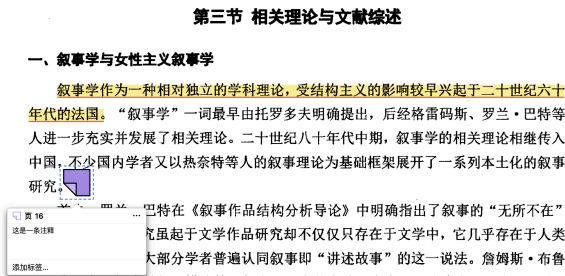 第三节 相关理论与文献综述
一、叙事学与女性主义叙事学
叙事学作为一种相对独立的学科理论，受结构主义的影响较早兴起于二十世纪六十
年代的法国。“叙事学”一词最早由托罗多夫明确提出，后经格雷码斯、罗兰·巴特等
人进一步充实并发展了相关理论。二十世纪八十年代中期，叙事学的相关理论相继传入
中国，不少国内学者又以热奈特等人的叙事理论为基础框架展开了一系列本土化的叙事
研究。
巴特在《叙事作品结构分析导论》中明确指出了叙事的“无所不在”
究虽起于文学作品研究却不仅仅只存在于文学中，它几乎存在于人类
大部分学者普遍认同叙事即“讲述故事”的这一说法。詹姆斯·布鲁
页 16
...
这是一条注释
添加标签...